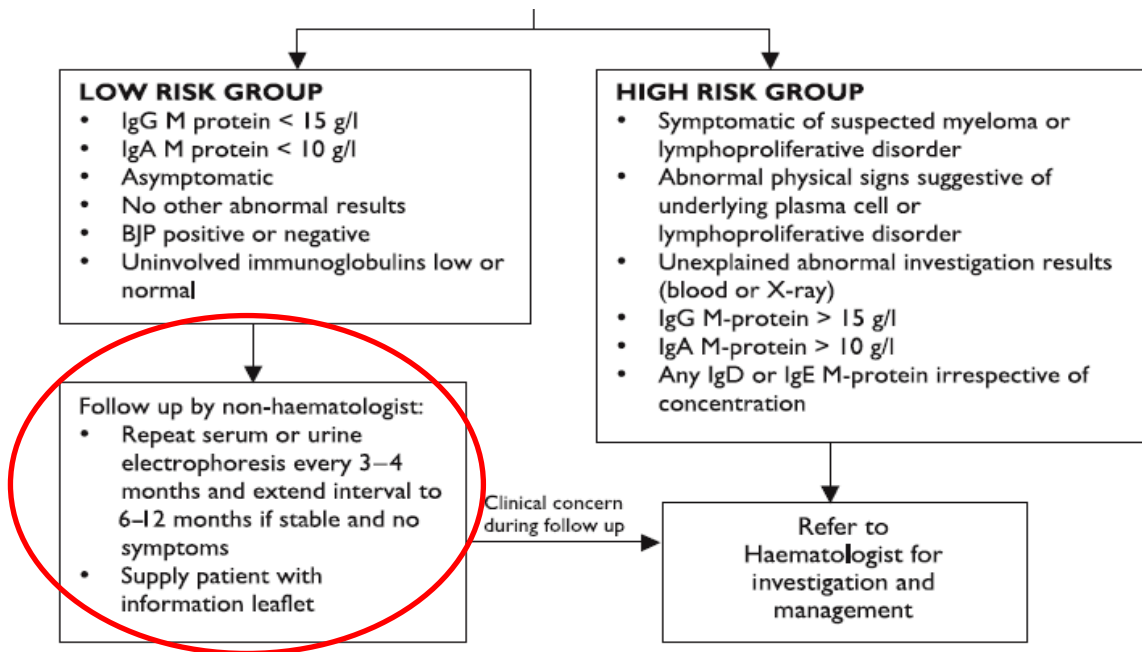 LOW RISK GROUP
• IgG M protein < 15 g/l
• IgA M protein < 10 g/l
• Asymptomatic
• No other abnormal results
• BJP positive or negative
• Uninvolved immunoglobulins low or
normal
HIGH RISK GROUP
• Symptomatic of suspected myeloma or
lymphoproliferative disorder
• Abnormal physical signs suggestive of
underlying plasma cell or
lymphoproliferative disorder
• Unexplained abnormal investigation results
(blood or X-ray)
• IgG M-protein > 15 g/l
• IgA M-protein > 10 g/l
• Any IgD or IgE M-protein irrespective of
concentration
Follow up by non-haematologist:
• Repeat serum or urine
electrophoresis every 3–4
months and extend interval to
6–12 months if stable and no
symptoms
• Supply patient with
information leaflet
Clinical concern
during follow up
Refer to
Haematologist for
investigation and
management